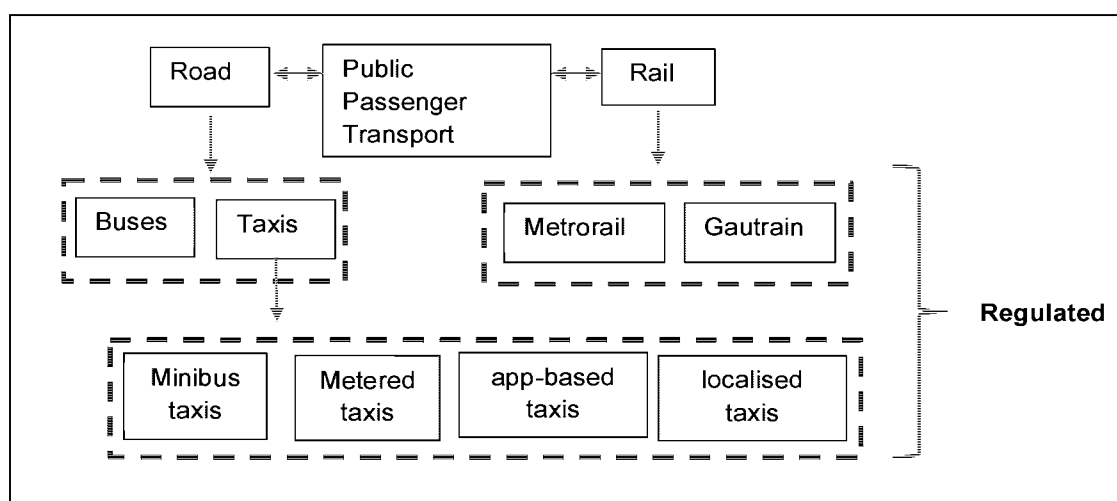 Road
Public
Passenger
Transport
Rail
Buses
Taxis
Metrorail
Gautrain
Regulated
Minibus
taxis
Metered
taxis
app-based
taxis
localised
taxis